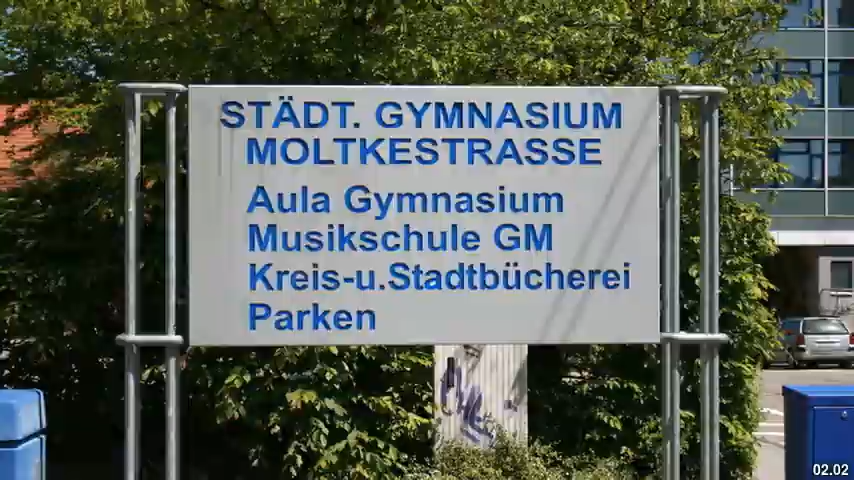 STÄDT. GYMNASIUM
MOLTKESTRASSE
Aula Gymnasium
Musikschule GM
Kreis-u.Stadtbücherei
Parken
02.02